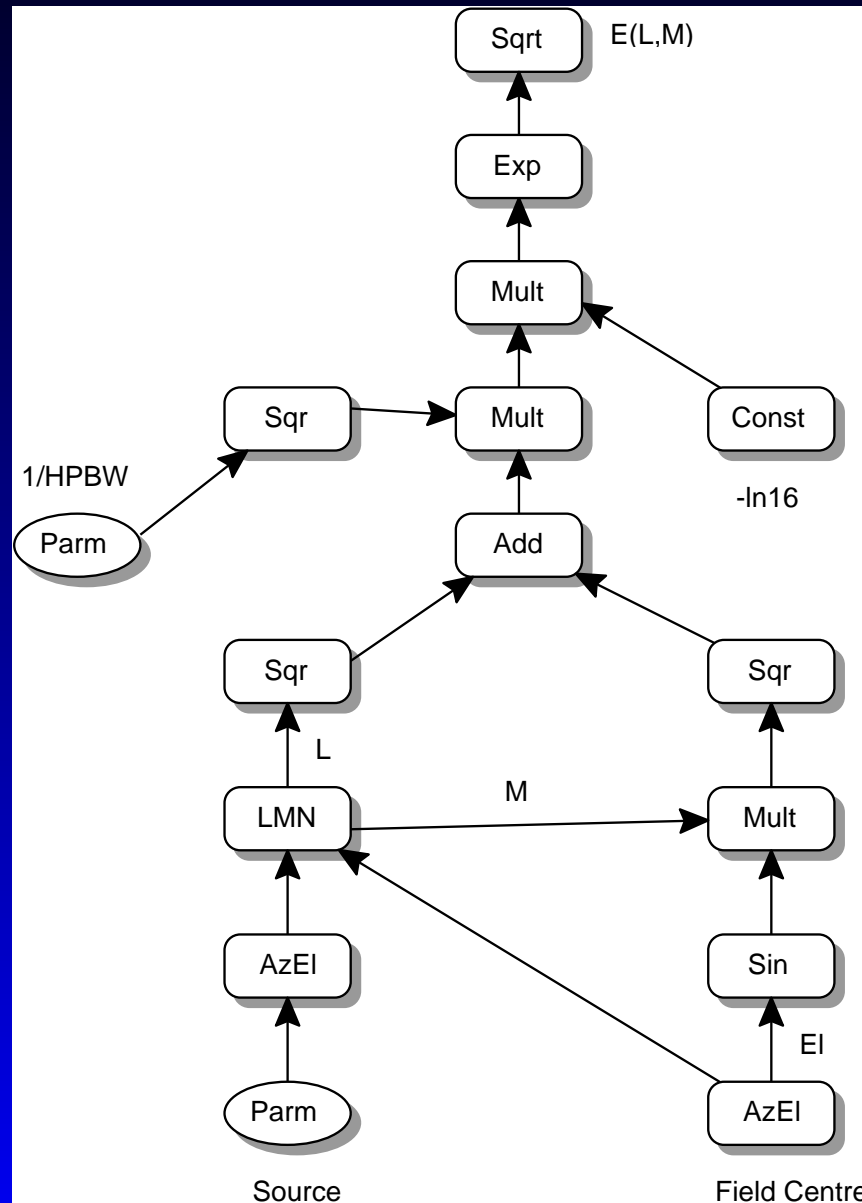 Sqrt
E(L,M)
Exp
Mult
Sqr
Mult
Const
1/HPBW
-ln16
Parm
Add
Sqr
Sqr
L
M
LMN
Mult
AzEl
Sin
El
Parm
AzEl
Source
Field Centre